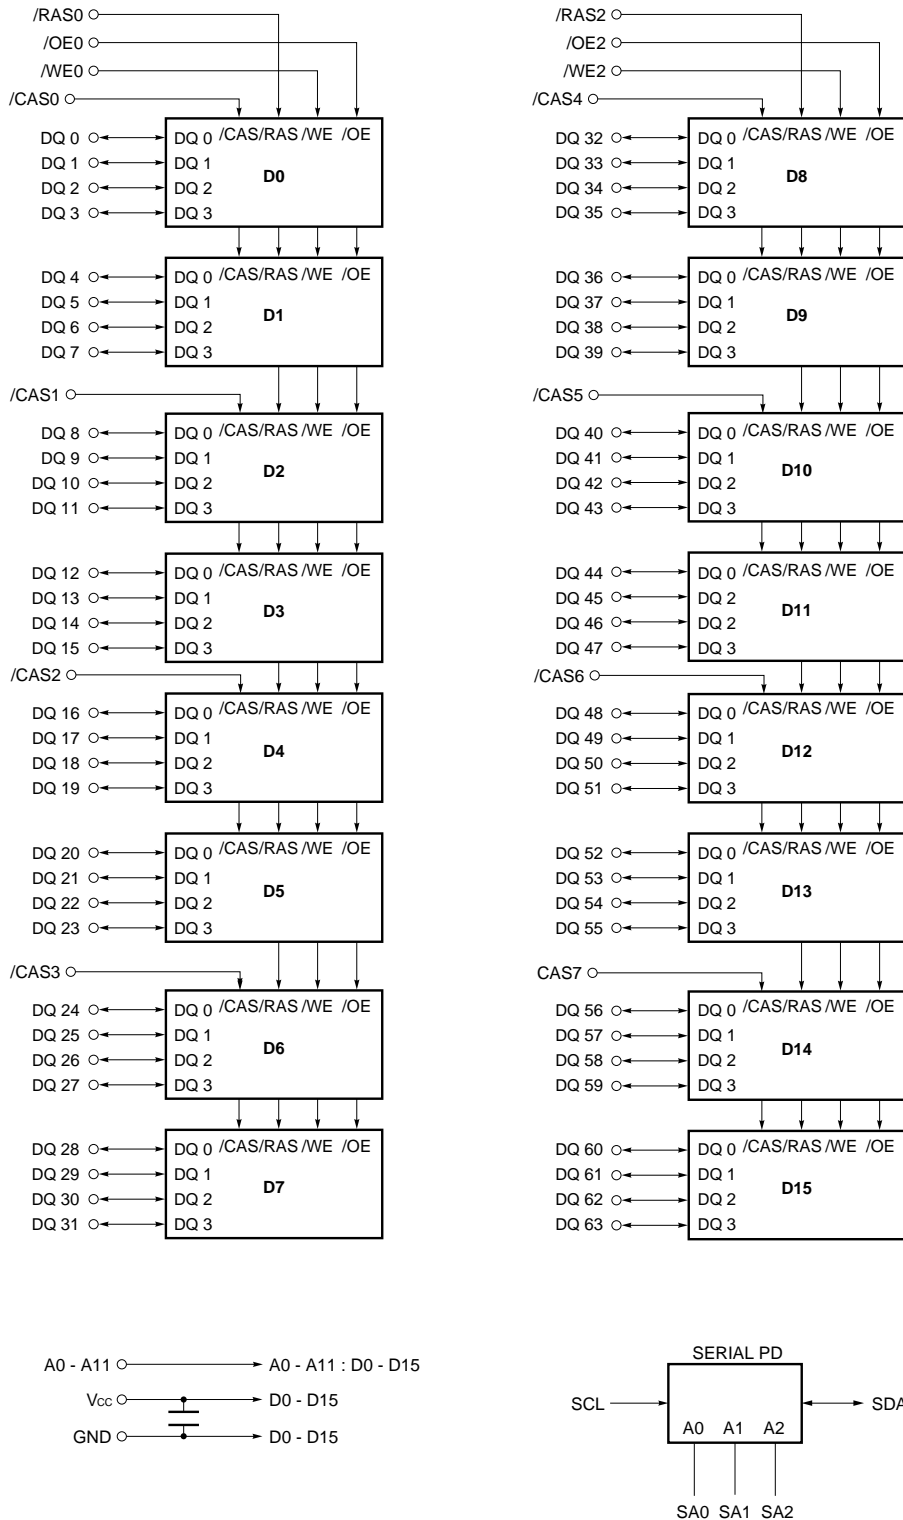 /RAS0
/OE0
/WE0
/CAS0
DQ 0 DQ 0 /CAS /RAS /WE /OE
DQ 1 DQ 1
D0
DQ 2 DQ 2
DQ 3 DQ 3
DQ 4 DQ 0 /CAS /RAS /WE /OE
DQ 5 DQ 1
D1
DQ 6 DQ 2
DQ 7 DQ 3
/CAS1
DQ 8 DQ 0 /CAS /RAS /WE /OE
DQ 9 DQ 1
D2
DQ 10 DQ 2
DQ 11 DQ 3
DQ 12 DQ 0 /CAS /RAS /WE /OE
DQ 13 DQ 1
D3
DQ 14 DQ 2
DQ 15 DQ 3
/CAS2
DQ 16 DQ 0 /CAS /RAS /WE /OE
DQ 17 DQ 1
D4
DQ 18 DQ 2
DQ 19 DQ 3
DQ 20 DQ 0 /CAS /RAS /WE /OE
DQ 21 DQ 1
D5
DQ 22 DQ 2
DQ 23 DQ 3
/CAS3
DQ 24 DQ 0 /CAS /RAS /WE /OE
DQ 25 DQ 1
D6
DQ 26 DQ 2
DQ 27 DQ 3
DQ 28 DQ 0 /CAS /RAS /WE /OE
DQ 29 DQ 1
D7
DQ 30 DQ 2
DQ 31 DQ 3
/RAS2
/OE2
/WE2
/CAS4
DQ 32 DQ 0 /CAS /RAS /WE /OE
DQ 33 DQ 1
D8
DQ 34 DQ 2
DQ 35 DQ 3
DQ 36 DQ 0 /CAS /RAS /WE /OE
DQ 37 DQ 1
D9
DQ 38 DQ 2
DQ 39 DQ 3
/CAS5
DQ 40 DQ 0 /CAS /RAS /WE /OE
DQ 41 DQ 1
D10
DQ 42 DQ 2
DQ 43 DQ 3
DQ 44 DQ 0 /CAS /RAS /WE /OE
DQ 45 DQ 2
D11
DQ 46 DQ 2
DQ 47 DQ 3
/CAS6
DQ 48 DQ 0 /CAS /RAS /WE /OE
DQ 49 DQ 1
D12
DQ 50 DQ 2
DQ 51 DQ 3
DQ 52 DQ 0 /CAS /RAS /WE /OE
DQ 53 DQ 1
D13
DQ 54 DQ 2
DQ 55 DQ 3
CAS7
DQ 56 DQ 0 /CAS /RAS /WE /OE
DQ 57 DQ 1
D14
DQ 58 DQ 2
DQ 59 DQ 3
DQ 60 DQ 0 /CAS /RAS /WE /OE
DQ 61 DQ 1
D15
DQ 62 DQ 2
DQ 63 DQ 3
A0 - A11 A0 - A11 : D0 - D15
Vcc D0 - D15
GND D0 - D15
SERIAL PD
SCL SDA
A0 A1 A2
SA0 SA1 SA2